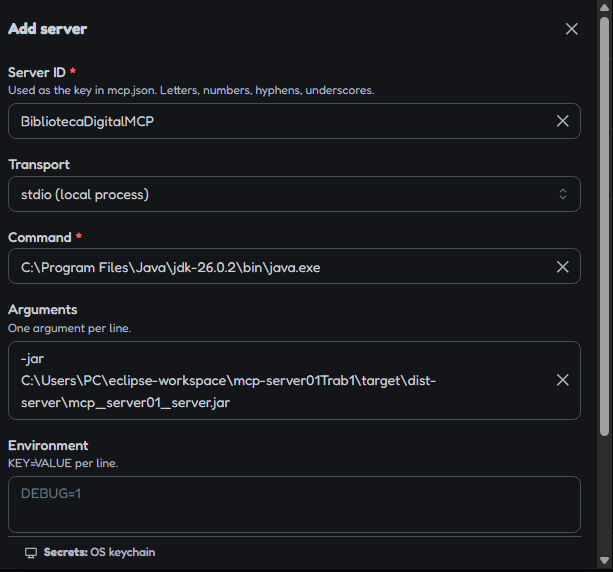 Add server
Server ID *
Used as the key in mcp.json. Letters, numbers, hyphens, underscores.
BibliotecaDigitalMCP
Transport
stdio (local process)
Command *
C:\Program Files\Java\jdk-26.0.2\bin\java.exe
Arguments
One argument per line.
-jar
C:\Users\PC\eclipse-workspace\mcp-server01Trab1\target\dist-
server\mcp_server01_server.jar
Environment
KEY=VALUE per line.
DEBUG=1
Secrets: OS keychain